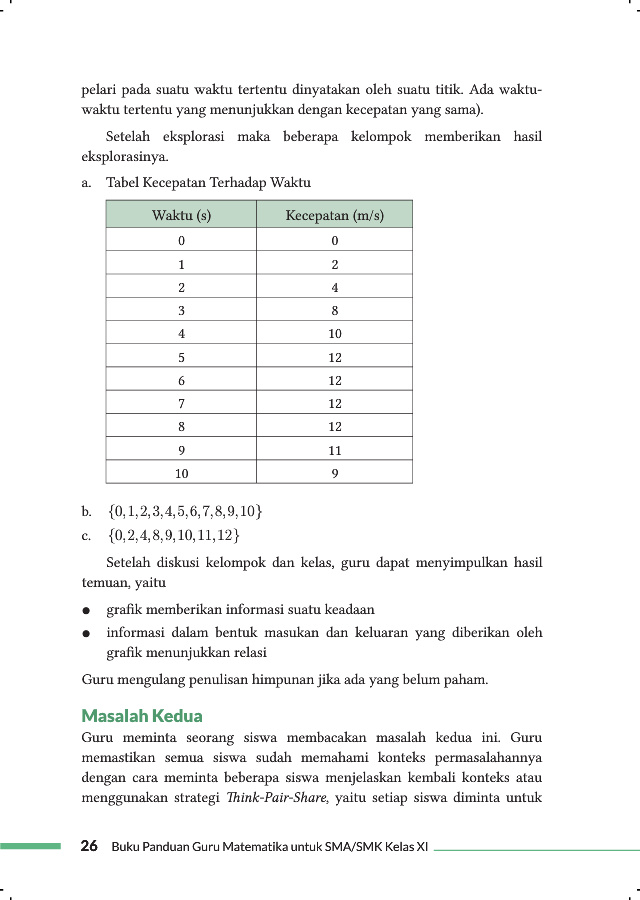 pelari pada suatu waktu tertentu dinyatakan oleh suatu titik. Ada waktu-
waktu tertentu yang menunjukkan dengan kecepatan yang sama).
Setelah eksplorasi maka beberapa kelompok memberikan hasil
eksplorasinya.
a. Tabel Kecepatan Terhadap Waktu
Waktu (s) Kecepatan (m/s)
0 0
1 2
2 4
3 8
4 10
5 12
6 12
7 12
8 12
9 11
10 9
b. {0,1,2,3,4,5,6,7,8,9,10}
c. {0,2,4,8,9,10,11,12}
Setelah diskusi kelompok dan kelas, guru dapat menyimpulkan hasil
temuan, yaitu
● grafik memberikan informasi suatu keadaan
● informasi dalam bentuk masukan dan keluaran yang diberikan oleh
grafik menunjukkan relasi
Guru mengulang penulisan himpunan jika ada yang belum paham.
Masalah Kedua
Guru meminta seorang siswa membacakan masalah kedua ini. Guru
memastikan semua siswa sudah memahami konteks permasalahannya
dengan cara meminta beberapa siswa menjelaskan kembali konteks atau
menggunakan strategi Think-Pair-Share, yaitu setiap siswa diminta untuk
26 Buku Panduan Guru Matematika untuk SMA/SMK Kelas XI